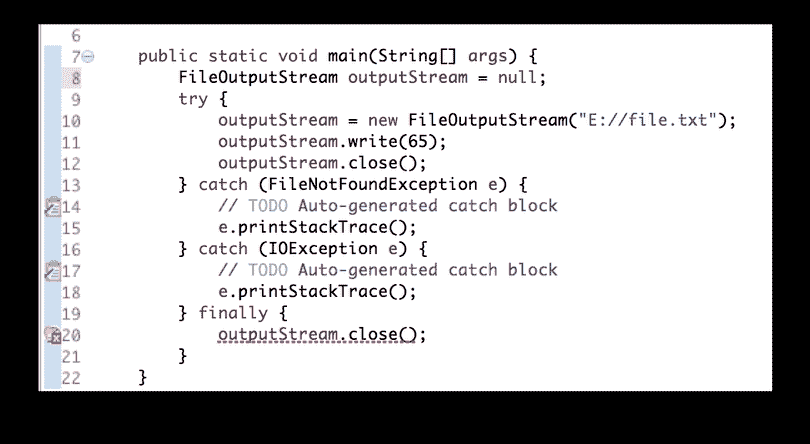 6
7 public static void main(String[] args) {
8 FileOutputStream outputStream = null;
9 try {
10 outputStream = new FileOutputStream("E://file.txt");
11 outputStream.write(65);
12 outputStream.close();
13 } catch (FileNotFoundException e) {
14 // TODO Auto-generated catch block
15 e.printStackTrace();
16 } catch (IOException e) {
17 // TODO Auto-generated catch block
18 e.printStackTrace();
19 } finally {
20 outputStream.close();
21 }
22 }